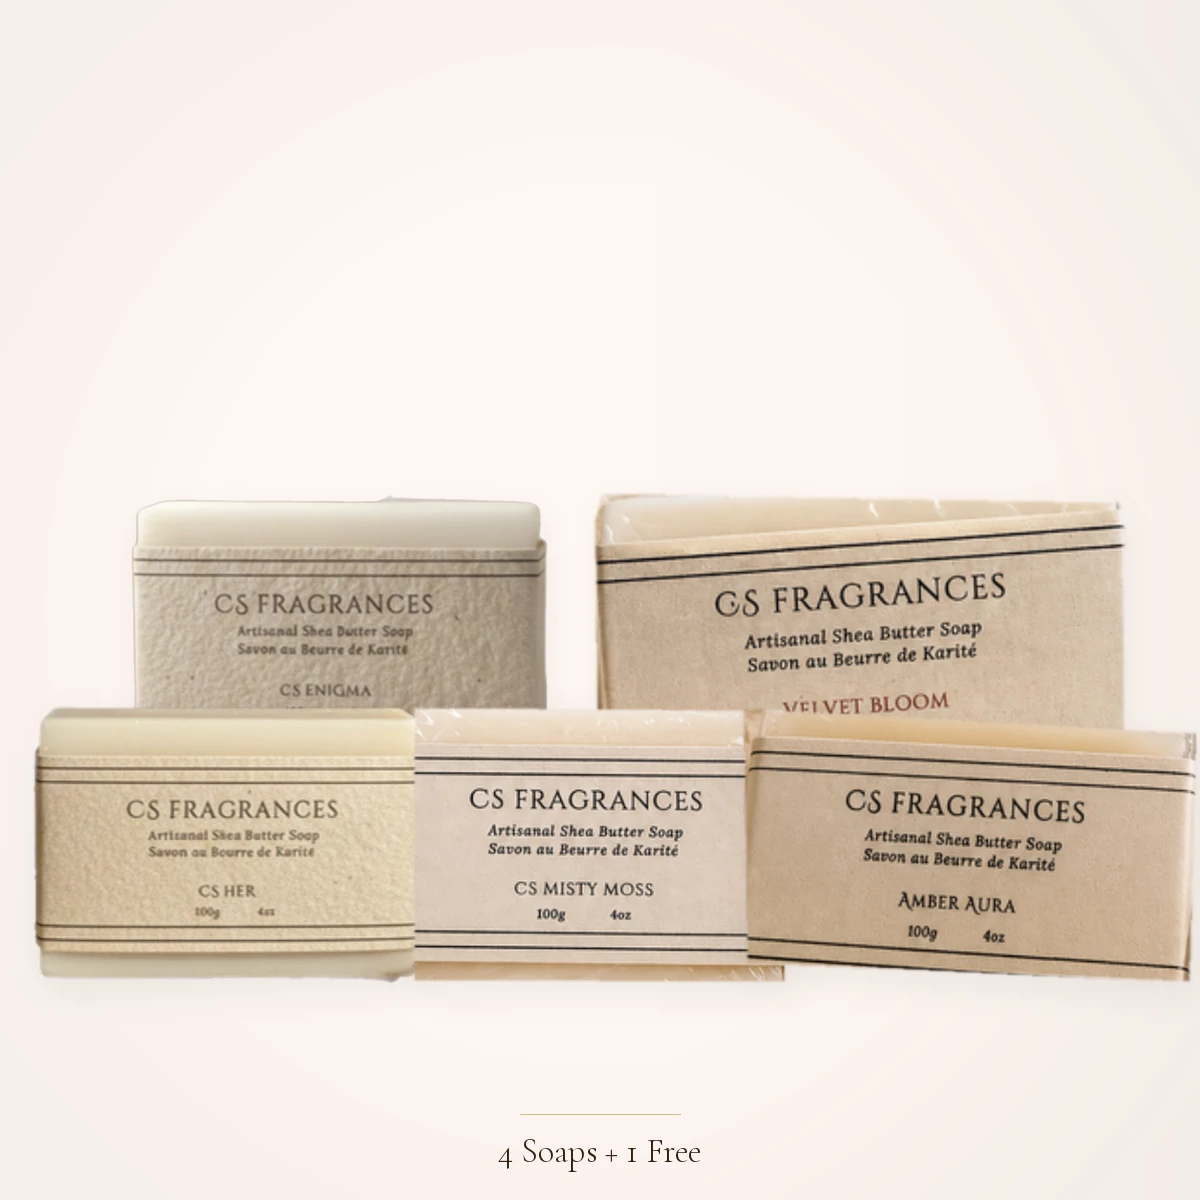 CS FRAGRANCES
Artisanal Shea Butter Soap
Savon au Beurre de Karité
CS ENIGMA
CS FRAGRANCES
Artisanal Shea Butter Soap
Savon au Beurre de Karité
VELVET BLOOM
CS FRAGRANCES
Artisanal Shea Butter Soap
Savon au Beurre de Karité
CS HER
100g 4oz
CS FRAGRANCES
Artisanal Shea Butter Soap
Savon au Beurre de Karité
CS MISTY MOSS
100g 4oz
CS FRAGRANCES
Artisanal Shea Butter Soap
Savon au Beurre de Karité
AMBER AURA
100g 4oz
4 Soaps + 1 Free